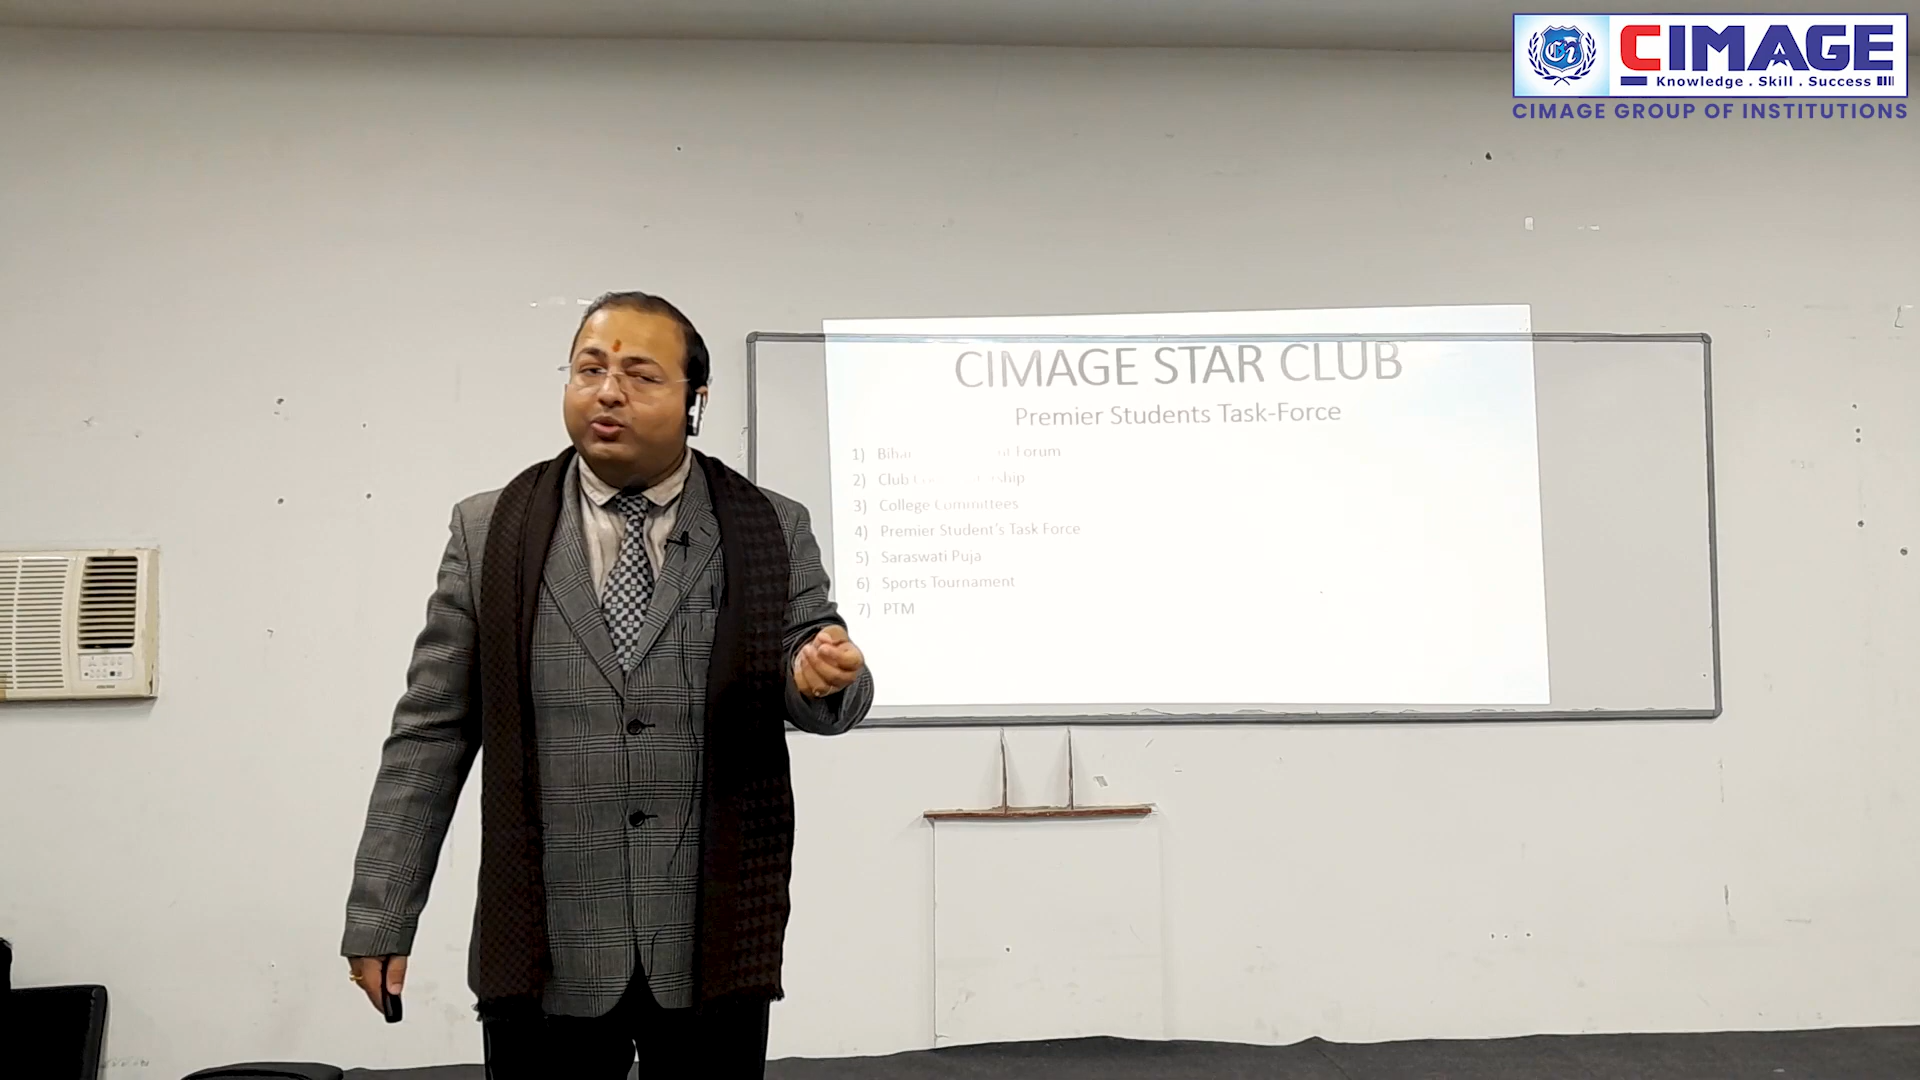 CIMAGE
Knowledge . Skill . Success
CIMAGE GROUP OF INSTITUTIONS
CIMAGE STAR CLUB
Premier Students Task-Force
1) Bihar Forum
2) Club
3) College Committees
4) Premier Student's Task Force
5) Saraswati Puja
6) Sports Tournament
7) PTM